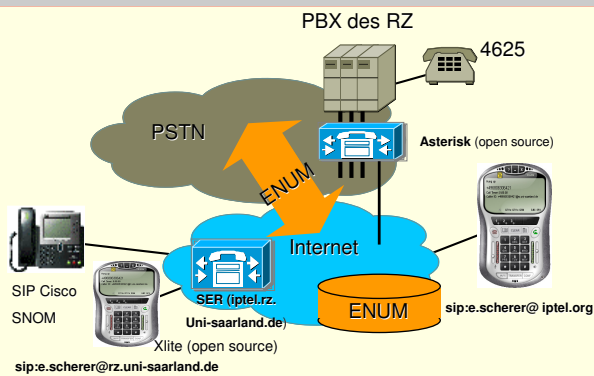 PBX des RZ
4625
PSTN
Asterisk (open source)
ENUM
Internet
SIP Cisco
SNOM
SER (iptel.rz.
Uni-saarland.de)
ENUM
sip:e.scherer@ iptel.org
Xlite (open source)
sip:e.scherer@rz.uni-saarland.de